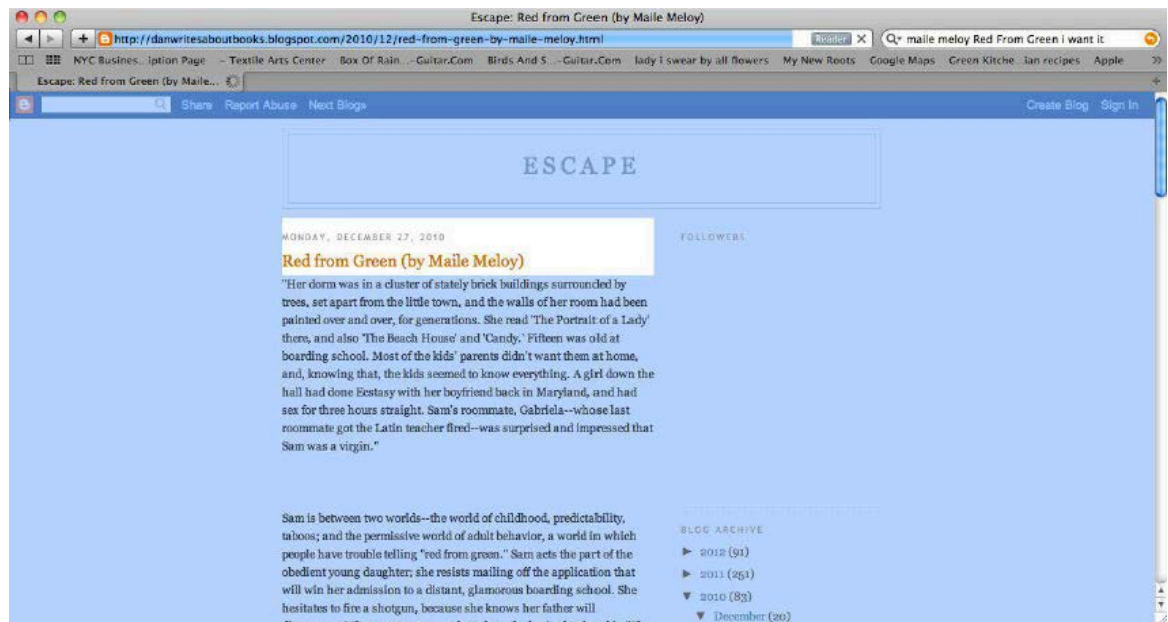 Escape: Red from Green (by Maile Meloy)
http://danwritesaboutbooks.blogspot.com/2010/12/red-from-green-by-maile-meloy.html
Reader
maile meloy Red From Green i want it
NYC Busines...iption Page
- Textile Arts Center
Box Of Rain...-Guitar.Com
Birds And S...-Guitar.Com
lady i swear by all flowers
My New Roots
Google Maps
Green Kitche...ian recipes
Apple
Escape: Red from Green (by Maile...
Share Report Abuse Next Blog»
Create Blog Sign In
ESCAPE
MONDAY, DECEMBER 27, 2010
Red from Green (by Maile Meloy)
"Her dorm was in a cluster of stately brick buildings surrounded by
trees, set apart from the little town, and the walls of her room had been
painted over and over, for generations. She read 'The Portrait of a Lady'
there, and also 'The Beach House' and 'Candy.' Fifteen was old at
boarding school. Most of the kids' parents didn't want them at home,
and, knowing that, the kids seemed to know everything. A girl down the
hall had done Ecstasy with her boyfriend back in Maryland, and had
sex for three hours straight. Sam's roommate, Gabriela--whose last
roommate got the Latin teacher fired--was surprised and impressed that
Sam was a virgin."
Sam is between two worlds--the world of childhood, predictability,
taboos; and the permissive world of adult behavior, a world in which
people have trouble telling "red from green." Sam acts the part of the
obedient young daughter; she resists mailing off the application that
will win her admission to a distant, glamorous boarding school. She
hesitates to fire a shotgun, because she knows her father will
FOLLOWERS
BLOG ARCHIVE
► 2012 (91)
► 2011 (251)
▼ 2010 (83)
▼ December (20)